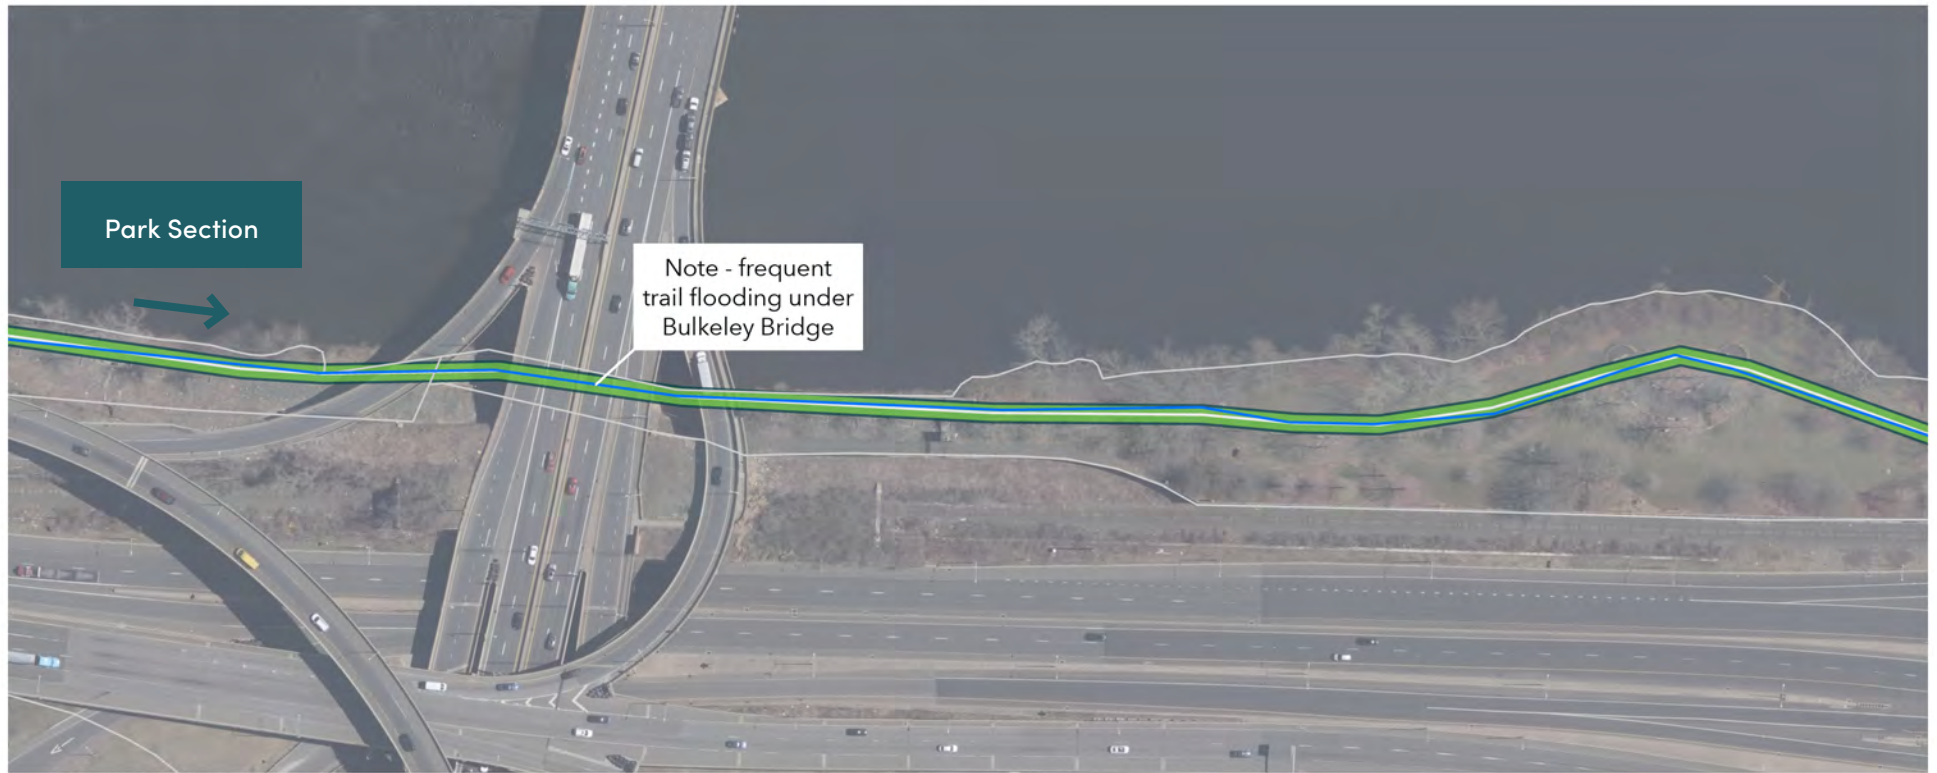 Park Section
Note - frequent
trail flooding under
Bulkeley Bridge